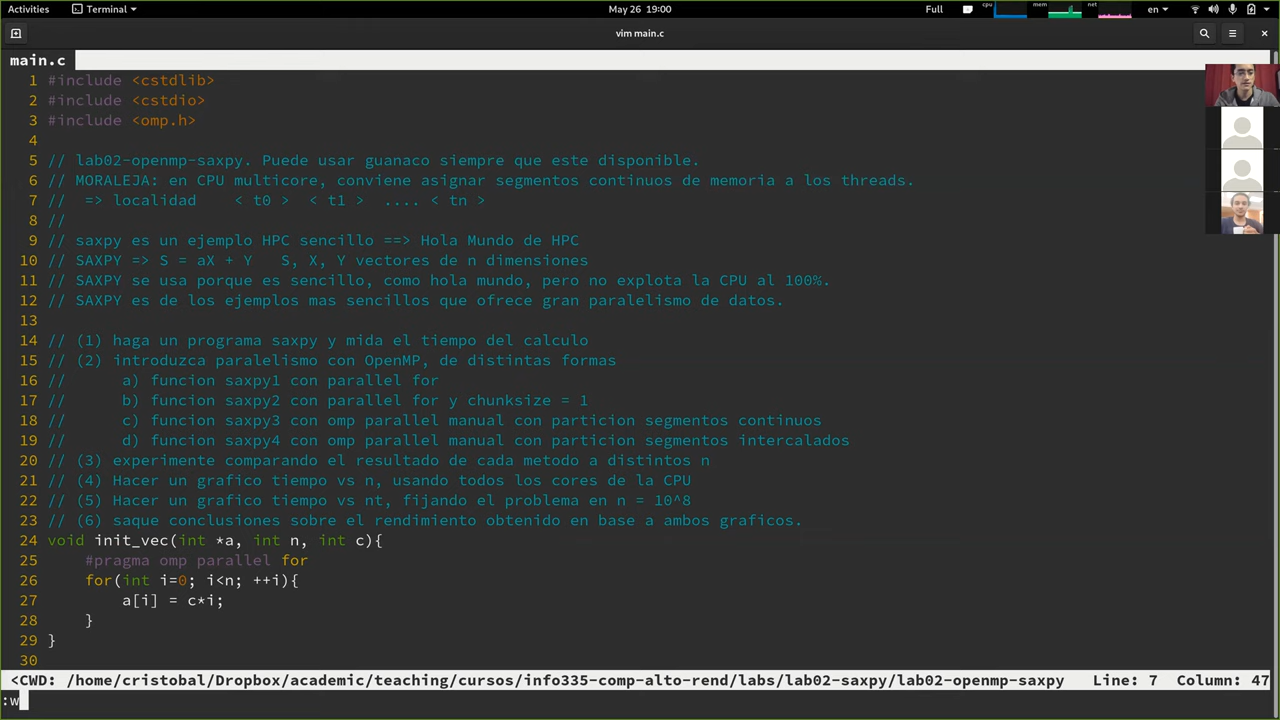 Activities Terminal May 26 19:00 Full cpu mem net en
vim main.c
main.c
1 #include <cstdlib>
2 #include <cstdio>
3 #include <omp.h>
4
5 // lab02-openmp-saxpy. Puede usar guanaco siempre que este disponible.
6 // MORALEJA: en CPU multicore, conviene asignar segmentos continuos de memoria a los threads.
7 // => localidad < t0 > < t1 > .... < tn >
8 //
9 // saxpy es un ejemplo HPC sencillo ==> Hola Mundo de HPC
10 // SAXPY => S = aX + Y S, X, Y vectores de n dimensiones
11 // SAXPY se usa porque es sencillo, como hola mundo, pero no explota la CPU al 100%.
12 // SAXPY es de los ejemplos mas sencillos que ofrece gran paralelismo de datos.
13
14 // (1) haga un programa saxpy y mida el tiempo del calculo
15 // (2) introduzca paralelismo con OpenMP, de distintas formas
16 // a) funcion saxpy1 con parallel for
17 // b) funcion saxpy2 con parallel for y chunksize = 1
18 // c) funcion saxpy3 con omp parallel manual con particion segmentos continuos
19 // d) funcion saxpy4 con omp parallel manual con particion segmentos intercalados
20 // (3) experimente comparando el resultado de cada metodo a distintos n
21 // (4) Hacer un grafico tiempo vs n, usando todos los cores de la CPU
22 // (5) Hacer un grafico tiempo vs nt, fijando el problema en n = 10^8
23 // (6) saque conclusiones sobre el rendimiento obtenido en base a ambos graficos.
24 void init_vec(int *a, int n, int c){
25 #pragma omp parallel for
26 for(int i=0; i<n; ++i){
27 a[i] = c*i;
28 }
29 }
30
<CWD: /home/cristobal/Dropbox/academic/teaching/cursos/info335-comp-alto-rend/labs/lab02-saxpy/lab02-openmp-saxpy Line: 7 Column: 47
:w